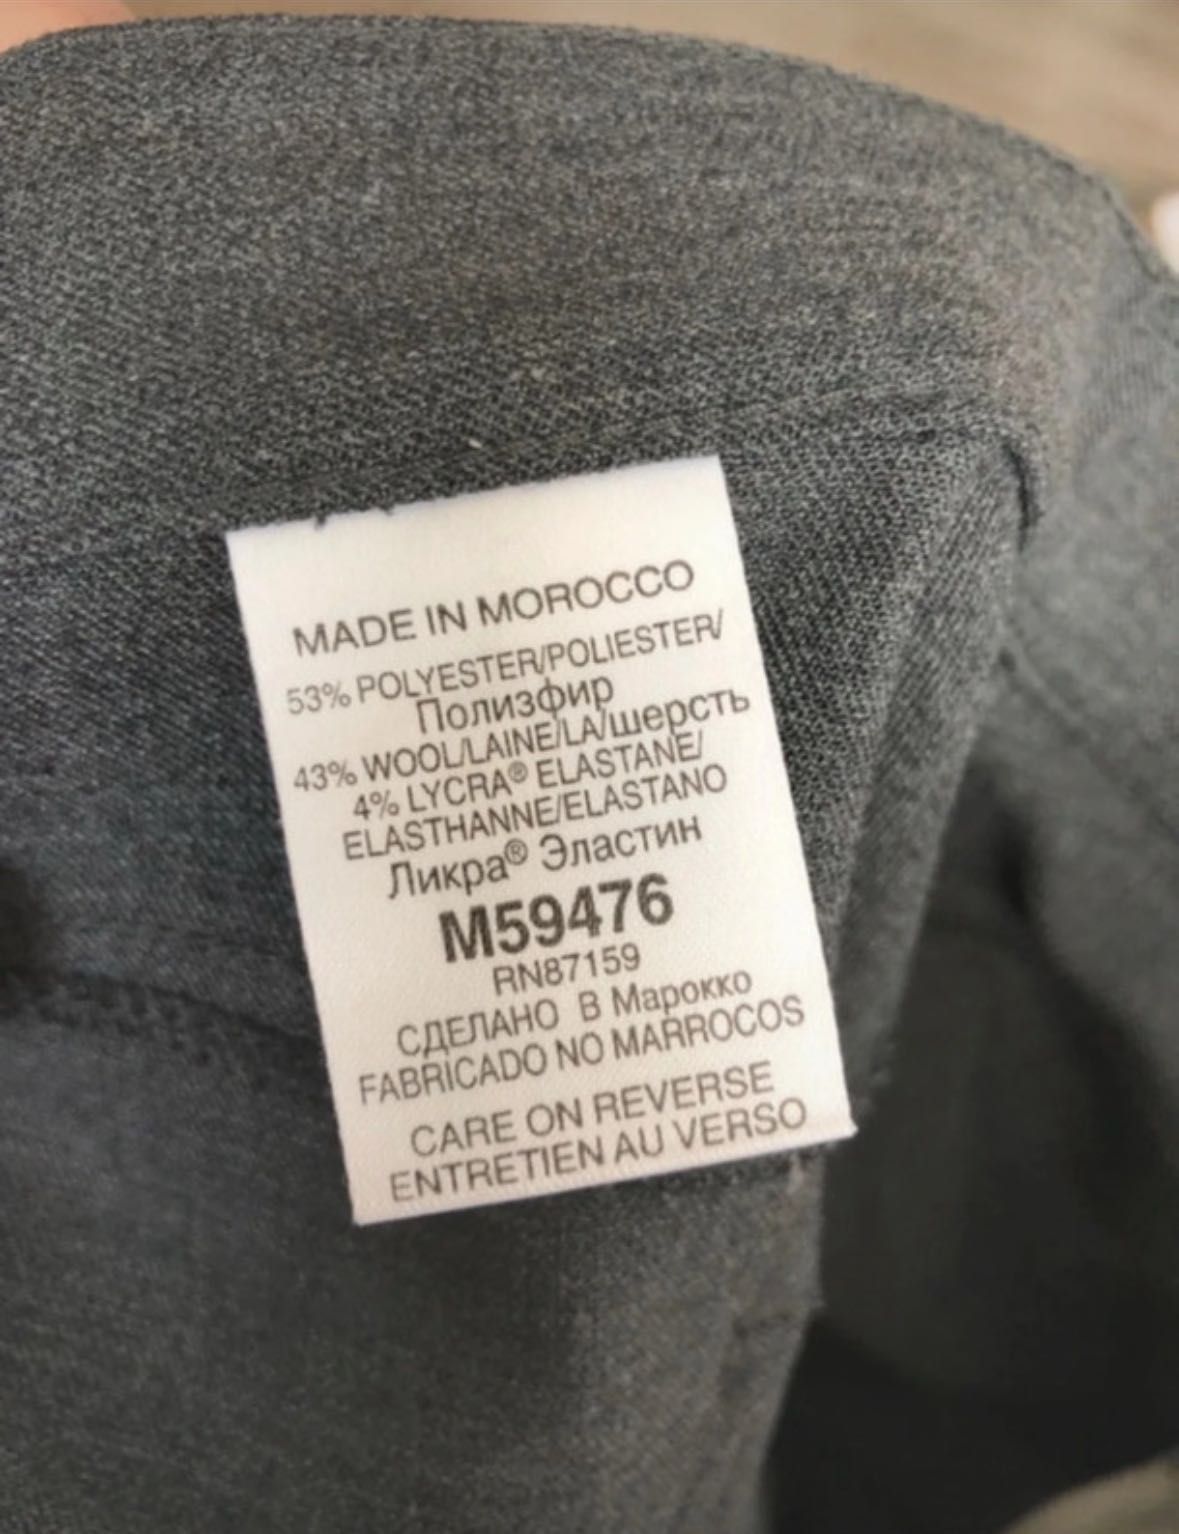 MADE IN MOROCCO
53% POLYESTER/POLIESTER/
Полизфир
43% WOOL/LAINE/LA/шерсть
4% LYCRA® ELASTANE/
ELASTHANNE/ELASTANO
Ликра® Эластин
M59476
RN87159
СДЕЛАНО В Марокко
FABRICADO NO MARROCOS
CARE ON REVERSE
ENTRETIEN AU VERSO